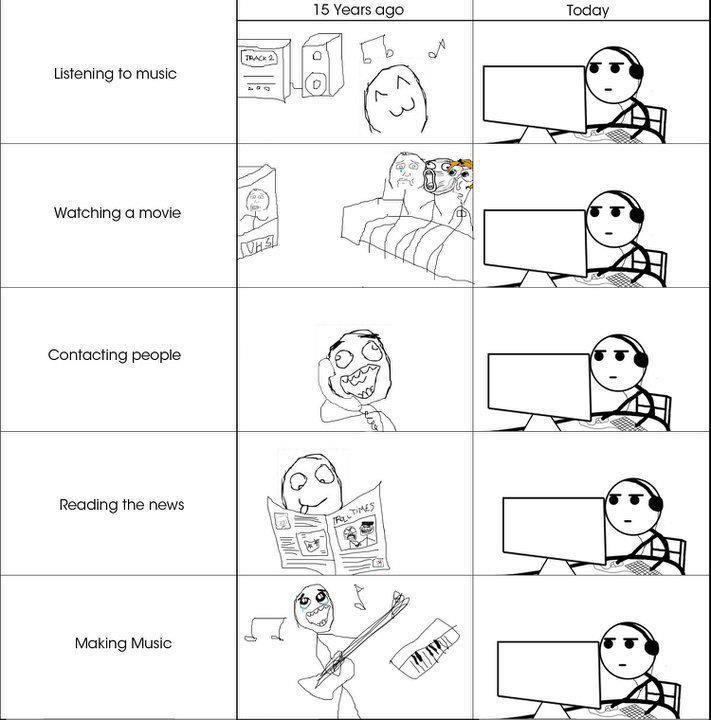 15 Years ago
Today
Listening to music
TRACK 2
Watching a movie
VHS
Contacting people
Reading the news
TROLL TIMES
Making Music